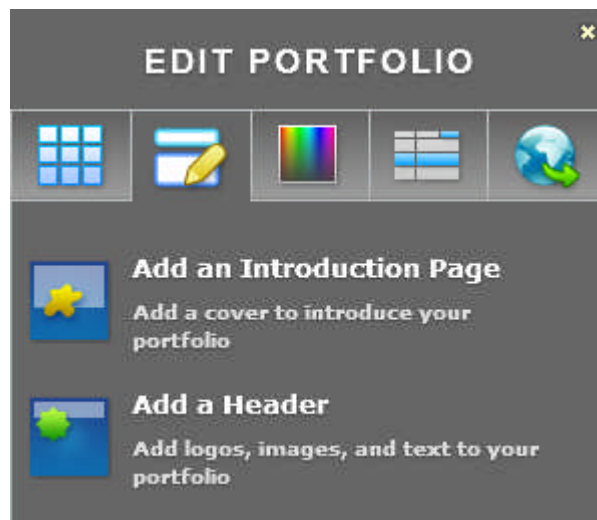 EDIT PORTFOLIO
Add an Introduction Page
Add a cover to introduce your
portfolio
Add a Header
Add logos, images, and text to your
portfolio